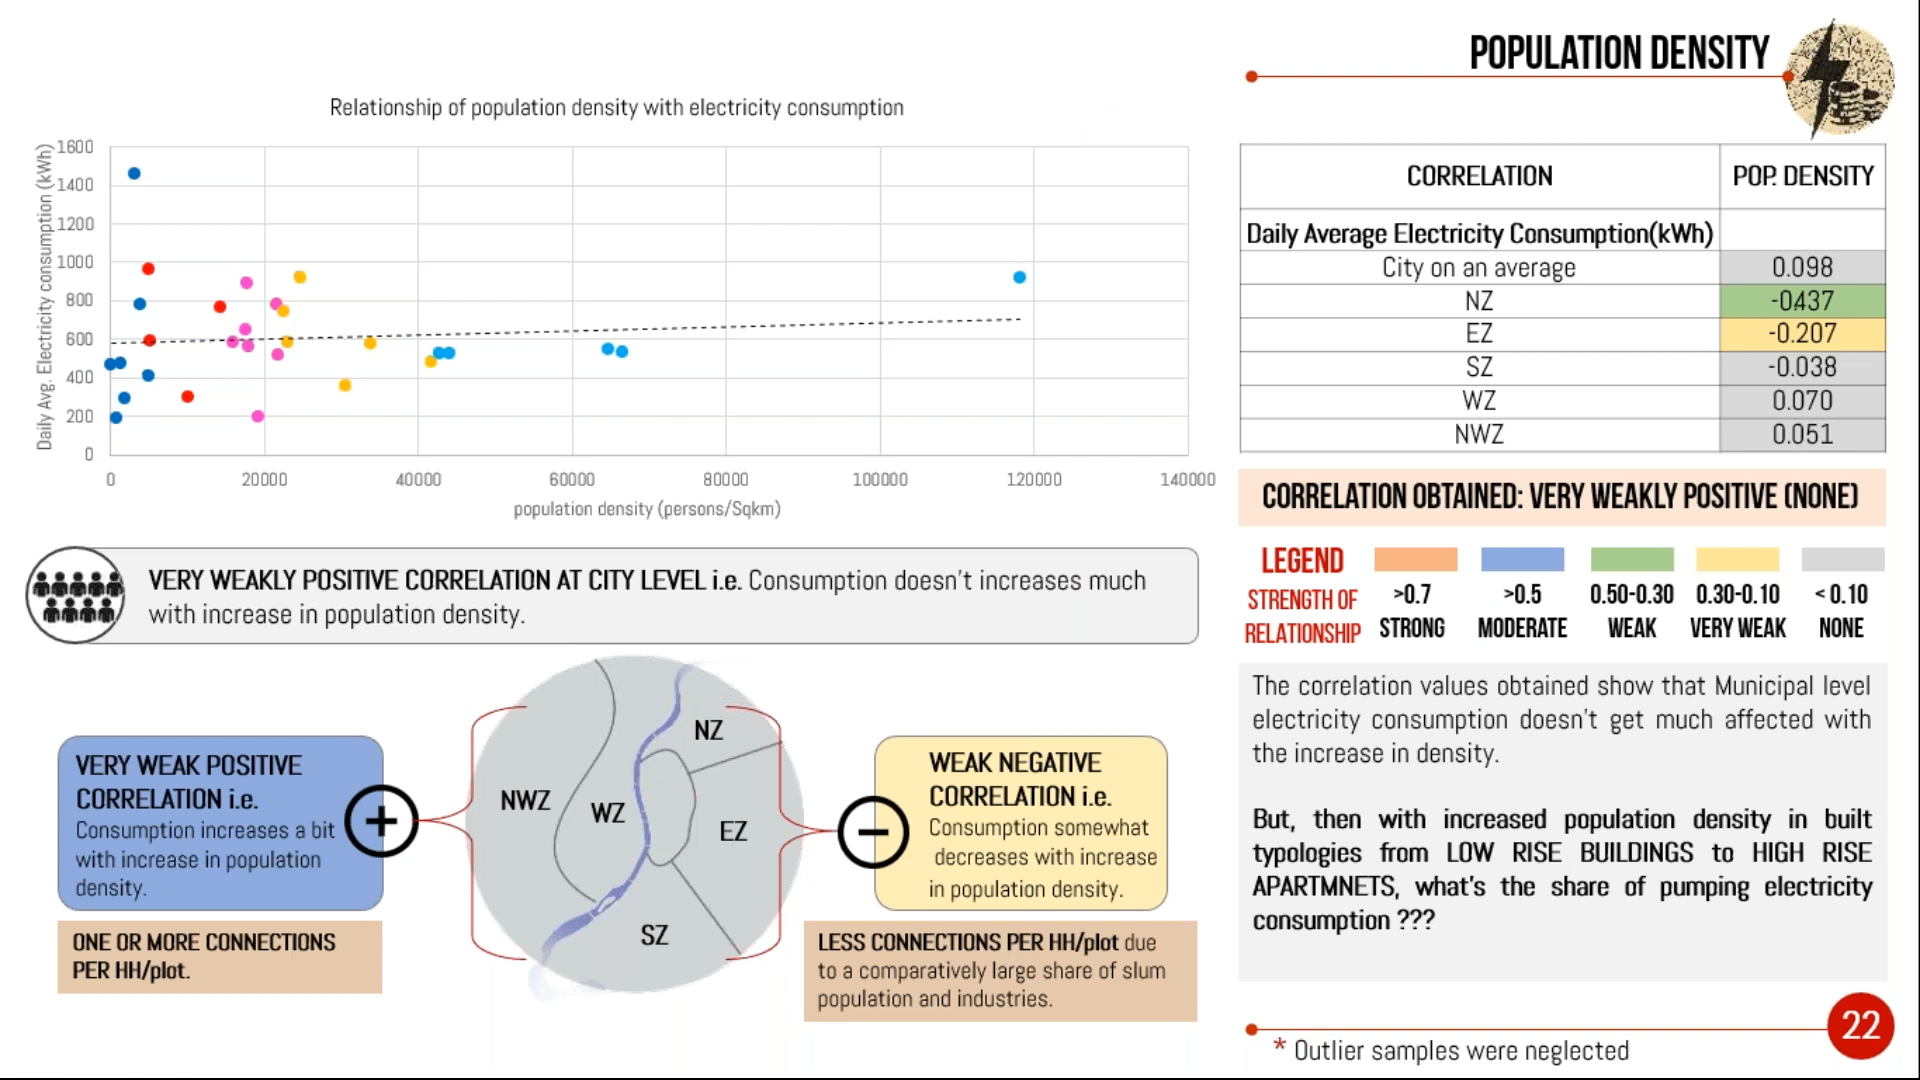 POPULATION DENSITY
Relationship of population density with electricity consumption
Daily Avg. Electricity consumption (kWh)
1600
1400
1200
1000
800
600
400
200
0
0 20000 40000 60000 80000 100000 120000 140000
population density (persons/Sqkm)
CORRELATION POP. DENSITY
Daily Average Electricity Consumption(kWh)
City on an average 0.098
NZ -0437
EZ -0.207
SZ -0.038
WZ 0.070
NWZ 0.051
CORRELATION OBTAINED: VERY WEAKLY POSITIVE (NONE)
LEGEND
STRENGTH OF
RELATIONSHIP
>0.7 >0.5 0.50-0.30 0.30-0.10 < 0.10
STRONG MODERATE WEAK VERY WEAK NONE
VERY WEAKLY POSITIVE CORRELATION AT CITY LEVEL i.e. Consumption doesn't increases much
with increase in population density.
VERY WEAK POSITIVE
CORRELATION i.e.
Consumption increases a bit
with increase in population
density.
+
ONE OR MORE CONNECTIONS
PER HH/plot.
NZ
NWZ
WZ
EZ
SZ
−
WEAK NEGATIVE
CORRELATION i.e.
Consumption somewhat
decreases with increase
in population density.
LESS CONNECTIONS PER HH/plot due
to a comparatively large share of slum
population and industries.
The correlation values obtained show that Municipal level
electricity consumption doesn't get much affected with
the increase in density.
But, then with increased population density in built
typologies from LOW RISE BUILDINGS to HIGH RISE
APARTMNETS, what's the share of pumping electricity
consumption ???
22
* Outlier samples were neglected